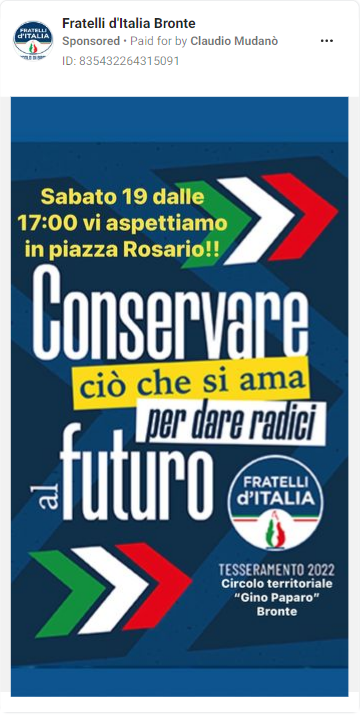 Fratelli d'Italia Bronte
Sponsored • Paid for by Claudio Mudanò
ID: 835432264315091
FRATELLI
d'ITALIA
Sabato 19 dalle
17:00 vi aspettiamo
in piazza Rosario!!
Conservare
ciò che si ama
per dare radici
al futuro
FRATELLI
d'ITALIA
TESSERAMENTO 2022
Circolo territoriale
“Gino Paparo”
Bronte